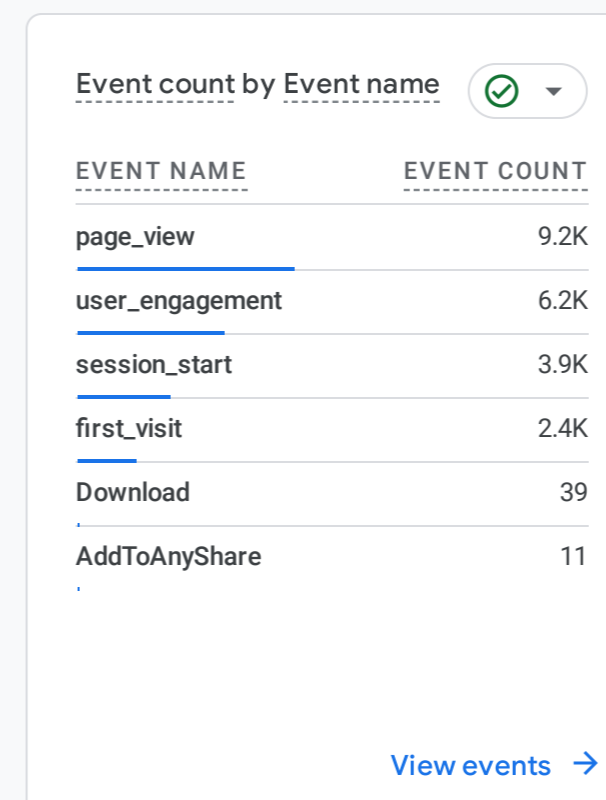 Event count by Event name
EVENT NAME EVENT COUNT
page_view 9.2K
user_engagement 6.2K
session_start 3.9K
first_visit 2.4K
Download 39
AddToAnyShare 11
View events